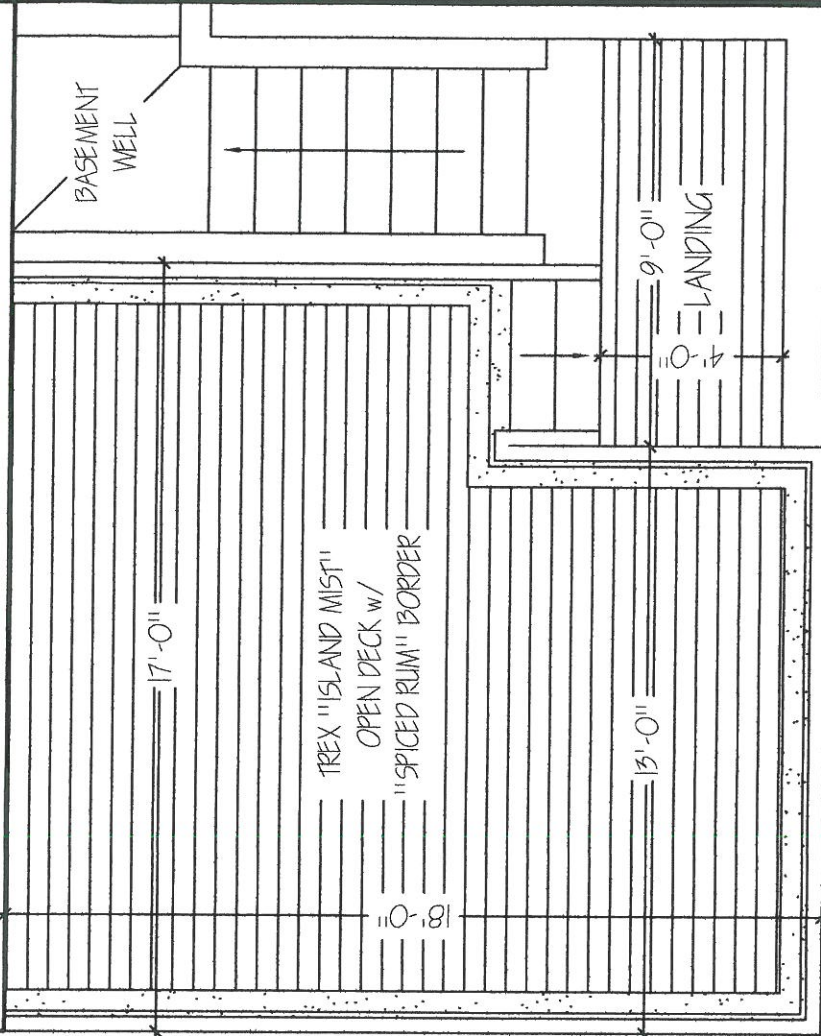 BASEMENT
WELL
17'-0"
9'-0"
LANDING
4'-0"
TREX "ISLAND MIST"
OPEN DECK w/
"SPICED RUM" BORDER
13'-0"
18'-0"